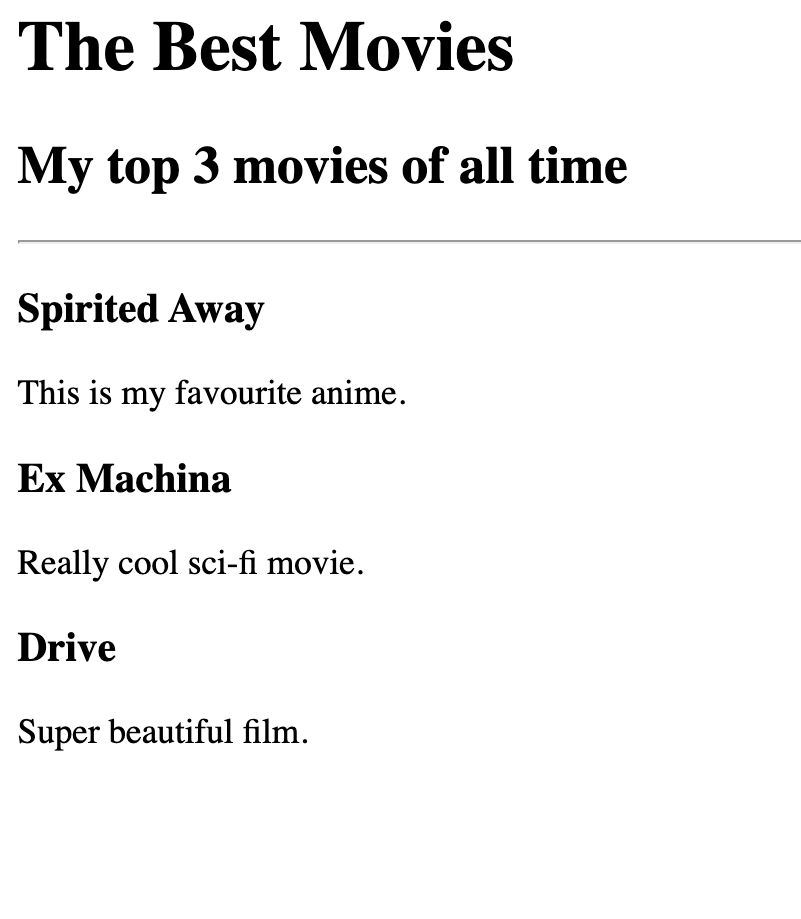 The Best Movies
My top 3 movies of all time
Spirited Away
This is my favourite anime.
Ex Machina
Really cool sci-fi movie.
Drive
Super beautiful film.